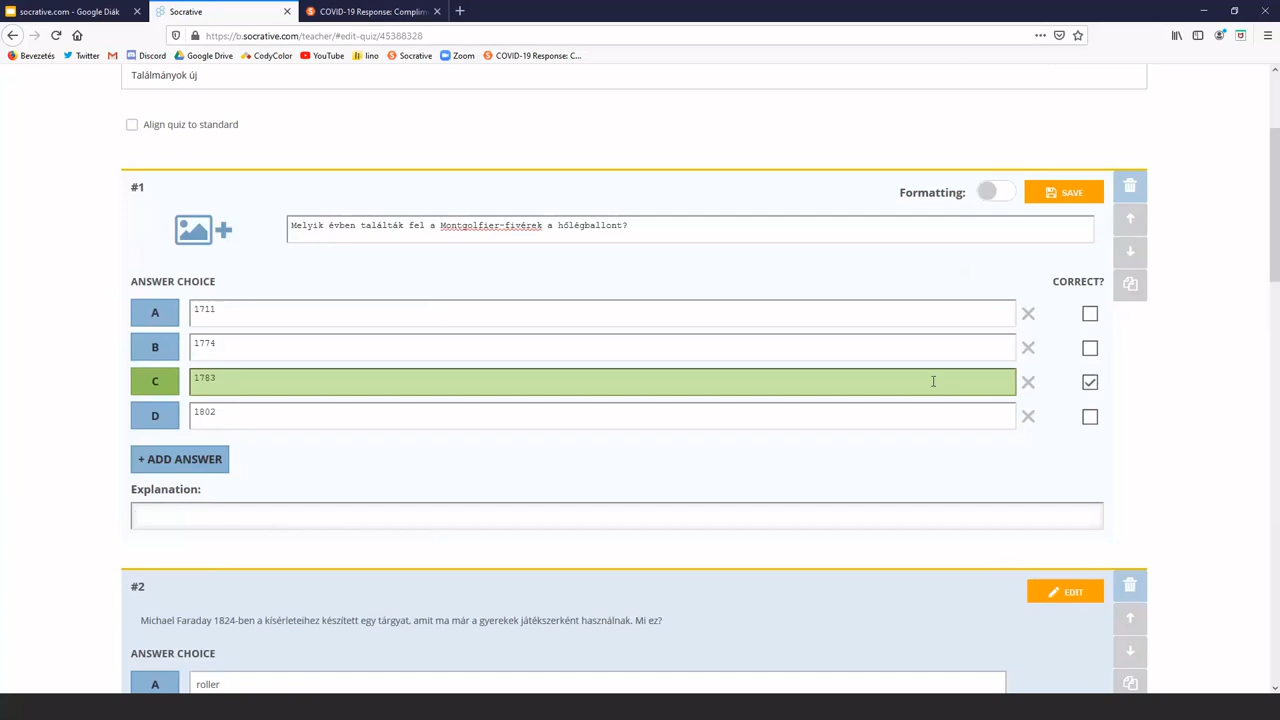 socrative.com - Google Diák
Socrative
COVID-19 Response: Complim
https://b.socrative.com/teacher/#edit-quiz/45388328
Bevezetés
Twitter
Discord
Google Drive
CodyColor
YouTube
lino
Socrative
Zoom
COVID-19 Response: C...
Találmányok új
Align quiz to standard
#1
Formatting:
SAVE
Melyik évben találták fel a Montgolfier-fivérek a hőlégballont?
ANSWER CHOICE
CORRECT?
A 1711
B 1774
C 1783
D 1802
+ ADD ANSWER
Explanation:
#2
EDIT
Michael Faraday 1824-ben a kísérleteihez készített egy tárgyat, amit ma már a gyerekek játékszerként használnak. Mi ez?
ANSWER CHOICE
A roller